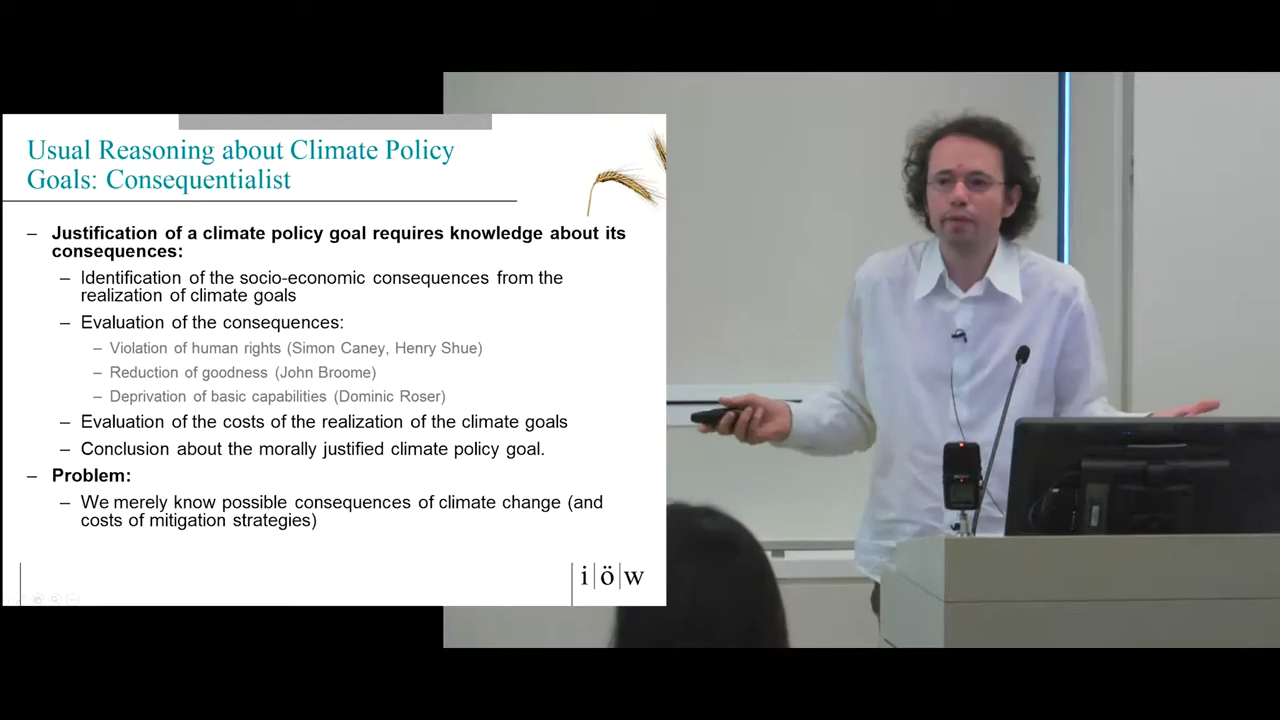 Usual Reasoning about Climate Policy
Goals: Consequentialist
– Justification of a climate policy goal requires knowledge about its
consequences:
– Identification of the socio-economic consequences from the
realization of climate goals
– Evaluation of the consequences:
– Violation of human rights (Simon Caney, Henry Shue)
– Reduction of goodness (John Broome)
– Deprivation of basic capabilities (Dominic Roser)
– Evaluation of the costs of the realization of the climate goals
– Conclusion about the morally justified climate policy goal.
– Problem:
– We merely know possible consequences of climate change (and
costs of mitigation strategies)
i|ö|w